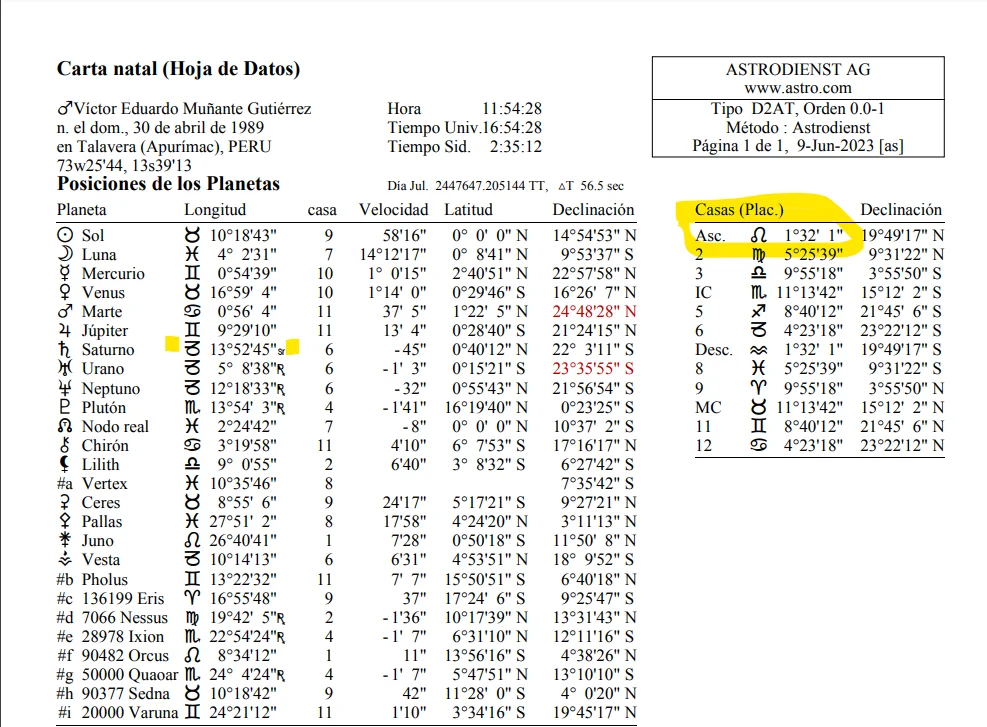 Carta natal (Hoja de Datos)
♂Víctor Eduardo Muñante Gutiérrez
n. el dom., 30 de abril de 1989
en Talavera (Apurímac), PERU
73w25'44, 13s39'13
Hora 11:54:28
Tiempo Univ.16:54:28
Tiempo Sid. 2:35:12
ASTRODIENST AG
www.astro.com
Tipo D2AT, Orden 0.0-1
Método : Astrodienst
Página 1 de 1, 9-Jun-2023 [as]
Posiciones de los Planetas
Día Jul. 2447647.205144 TT, ΔT 56.5 sec
Planeta Longitud casa Velocidad Latitud Declinación
☉ Sol ♉ 10°18'43" 9 58'16" 0° 0' 0" N 14°54'53" N
☽ Luna ♓ 4° 2'31" 7 14°12'17" 0° 8'41" N 9°53'37" S
☿ Mercurio ♊ 0°54'39" 10 1° 0'15" 2°40'51" N 22°57'58" N
♀ Venus ♉ 16°59' 4" 10 1°14' 0" 0°29'46" S 16°26' 7" N
♂ Marte ♋ 0°56' 4" 11 37' 5" 1°22' 5" N 24°48'28" N
♃ Júpiter ♊ 9°29'10" 11 13' 4" 0°28'40" S 21°24'15" N
♄ Saturno ♑ 13°52'45" 6 -45" 0°40'12" N 22° 3'11" S
♅ Urano ♑ 5° 8'38"℞ 6 -1' 3" 0°15'21" S 23°35'55" S
♆ Neptuno ♑ 12°18'33"℞ 6 -32" 0°55'43" N 21°56'54" S
♇ Plutón ♏ 13°54' 3"℞ 4 -1'41" 16°19'40" N 0°23'25" S
☊ Nodo real ♓ 2°24'42" 7 -8" 0° 0' 0" N 10°37' 2" S
⚷ Chirón ♋ 3°19'58" 11 4'10" 6° 7'53" S 17°16'17" N
⚸ Lilith ♎ 9° 0'55" 2 6'40" 3° 8'32" S 6°27'42" S
#a Vertex ♓ 10°35'46" 8 7°35'42" S
⚳ Ceres ♉ 8°55' 6" 9 24'17" 5°17'21" S 9°27'21" N
⚴ Pallas ♓ 27°51' 2" 8 17'58" 4°24'20" N 3°11'13" N
⚵ Juno ♌ 26°40'41" 1 7'28" 0°50'18" S 11°50' 8" N
⚶ Vesta ♑ 10°14'13" 6 6'31" 4°53'51" N 18° 9'52" S
#b Pholus ♊ 13°22'32" 11 7' 7" 15°50'51" S 6°40'18" N
#c 136199 Eris ♈ 16°55'48" 9 37" 17°24' 6" S 9°25'47" S
#d 7066 Nessus ♍ 19°42' 5"℞ 2 -1'36" 10°17'39" N 13°31'43" N
#e 28978 Ixion ♏ 22°54'24"℞ 4 -1' 7" 6°31'10" N 12°11'16" S
#f 90482 Orcus ♌ 8°34'12" 1 11" 13°56'16" S 4°38'26" N
#g 50000 Quaoar ♏ 24° 4'24"℞ 4 -1' 7" 5°47'51" N 13°10'10" S
#h 90377 Sedna ♉ 10°18'42" 9 42" 11°28' 0" S 4° 0'20" N
#i 20000 Varuna ♊ 24°21'12" 11 1'10" 3°34'16" S 19°45'17" N
Casas (Plac.) Declinación
Asc. ♌ 1°32' 1" 19°49'17" N
2 ♍ 5°25'39" 9°31'22" N
3 ♎ 9°55'18" 3°55'50" S
IC ♏ 11°13'42" 15°12' 2" S
5 ♐ 8°40'12" 21°45' 6" S
6 ♑ 4°23'18" 23°22'12" S
Desc. ♒ 1°32' 1" 19°49'17" S
8 ♓ 5°25'39" 9°31'22" S
9 ♈ 9°55'18" 3°55'50" N
MC ♉ 11°13'42" 15°12' 2" N
11 ♊ 8°40'12" 21°45' 6" N
12 ♋ 4°23'18" 23°22'12" N